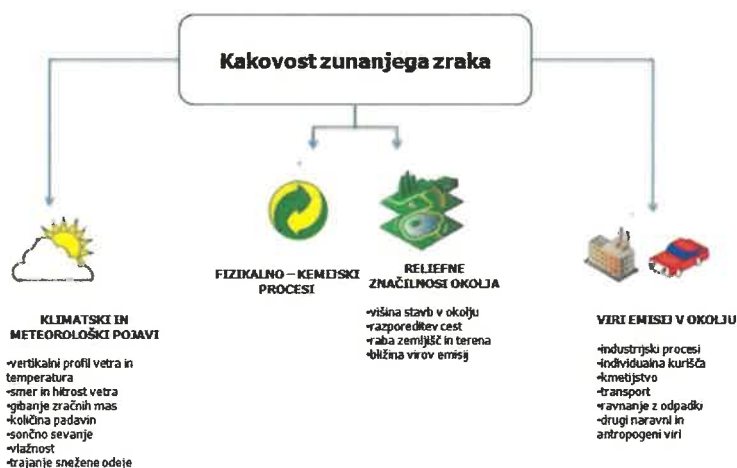 Kakovost zunanjega zraka
KLIMATSKI IN
METEOROLOŠKI POJAVI
•vertikalni profil vetra in
temperatura
•smer in hitrost vetra
•gibanje zračnih mas
•količina padavin
•sončno sevanje
•vlažnost
•trajanje snežene odeje
FIZIKALNO – KEMIJSKI
PROCESI
RELIEFNE
ZNAČILNOSI OKOLJA
•višina stavb v okolju
•razporeditev cest
•raba zemljišč in terena
•bližina virov emisij
VIRI EMISIJ V OKOLJU
•industrijski procesi
•individualna kurišča
•kmetijstvo
•transport
•ravnanje z odpadki
•drugi naravni in
antropogeni viri